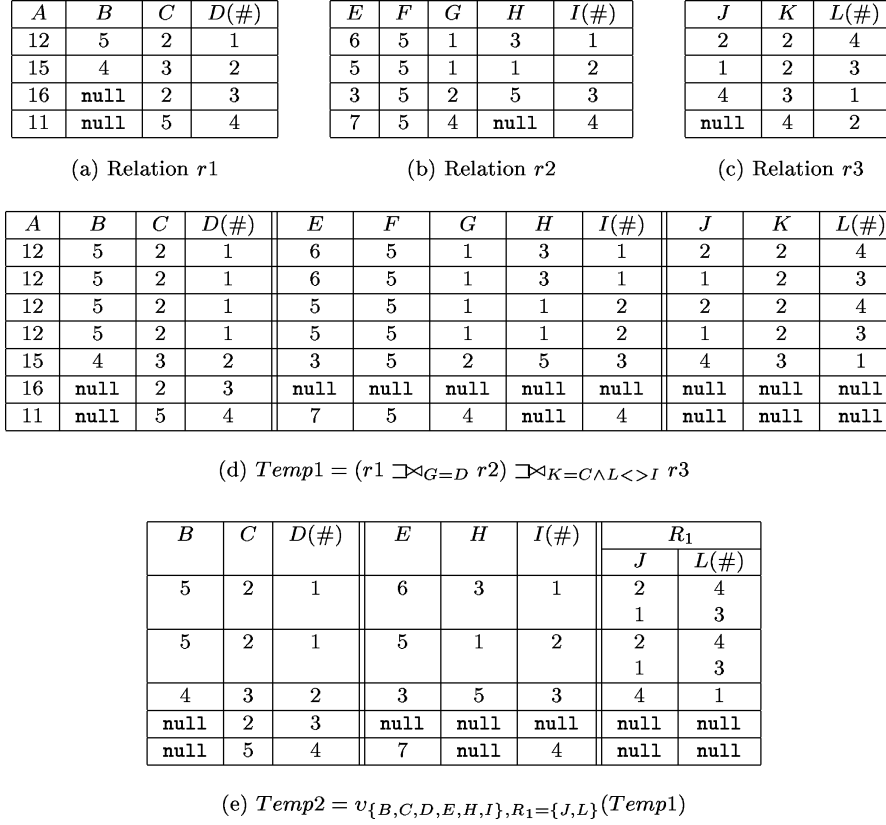 A B C D(#) E F G H I(#) J K L(#)
12 5 2 1 6 5 1 3 1 2 2 4
15 4 3 2 5 5 1 1 2 1 2 3
16 null 2 3 3 5 2 5 3 4 3 1
11 null 5 4 7 5 4 null 4 null 4 2
(a) Relation r1 (b) Relation r2 (c) Relation r3
A B C D(#) E F G H I(#) J K L(#)
12 5 2 1 6 5 1 3 1 2 2 4
12 5 2 1 6 5 1 3 1 1 2 3
12 5 2 1 5 5 1 1 2 2 2 4
12 5 2 1 5 5 1 1 2 1 2 3
15 4 3 2 3 5 2 5 3 4 3 1
16 null 2 3 null null null null null null null null
11 null 5 4 7 5 4 null 4 null null null
(d) Temp1 = (r1 ⟕G=D r2) ⟕K=C∧L<>I r3
B C D(#) E H I(#) R1
J L(#)
5 2 1 6 3 1 2 4
1 3
5 2 1 5 1 2 2 4
1 3
4 3 2 3 5 3 4 1
null 2 3 null null null null null
null 5 4 7 null 4 null null
(e) Temp2 = υ{B,C,D,E,H,I},R1={J,L}(Temp1)